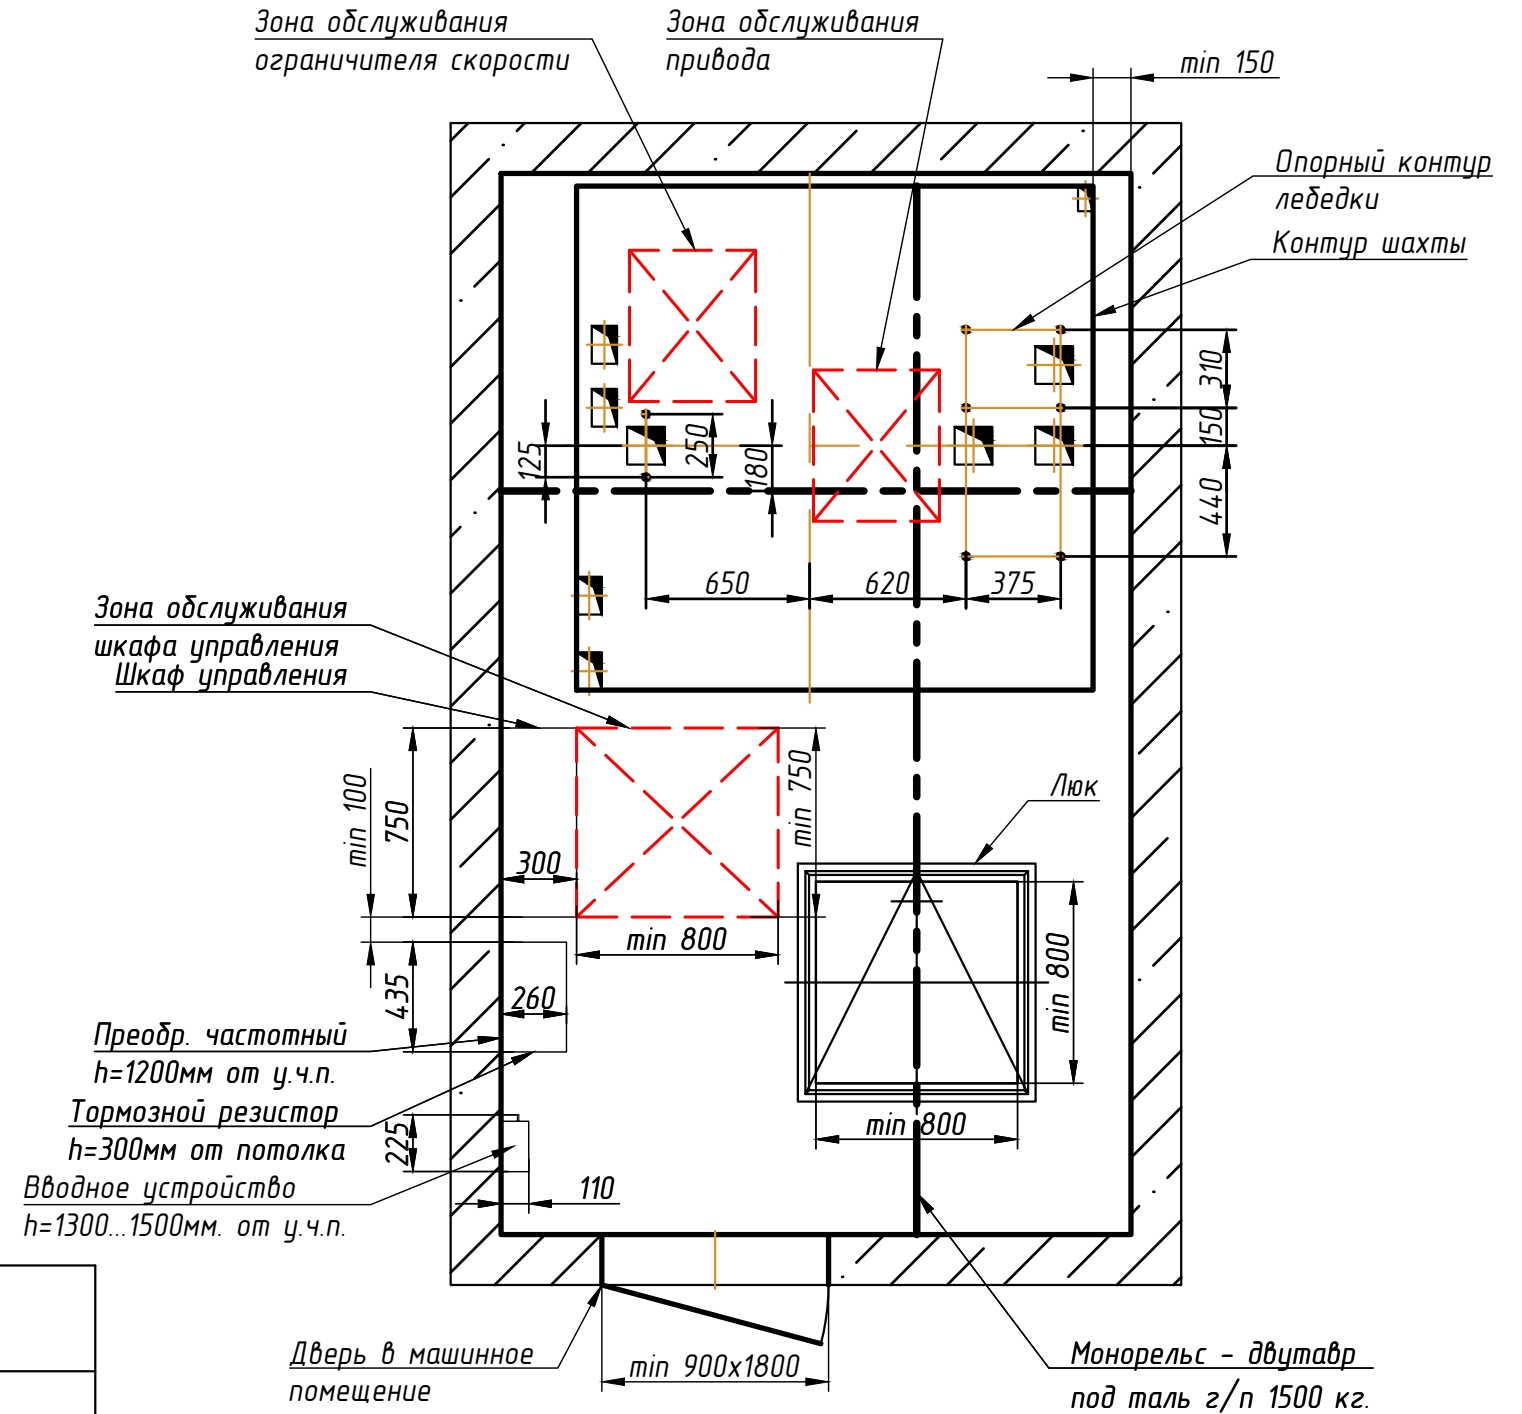 Зона обслуживания
ограничителя скорости
Зона обслуживания
привода
min 150
Опорный контур
лебедки
Контур шахты
310
150
440
125
250
180
650
620
375
Зона обслуживания
шкафа управления
Шкаф управления
min 100
750
min 750
300
min 800
Люк
min 800
min 800
435
260
Преобр. частотный
h=1200мм от у.ч.п.
Тормозной резистор
h=300мм от потолка
225
Вводное устройство
h=1300...1500мм. от у.ч.п.
110
Дверь в машинное
помещение
min 900х1800
Монорельс - двутавр
под таль г/п 1500 кг.